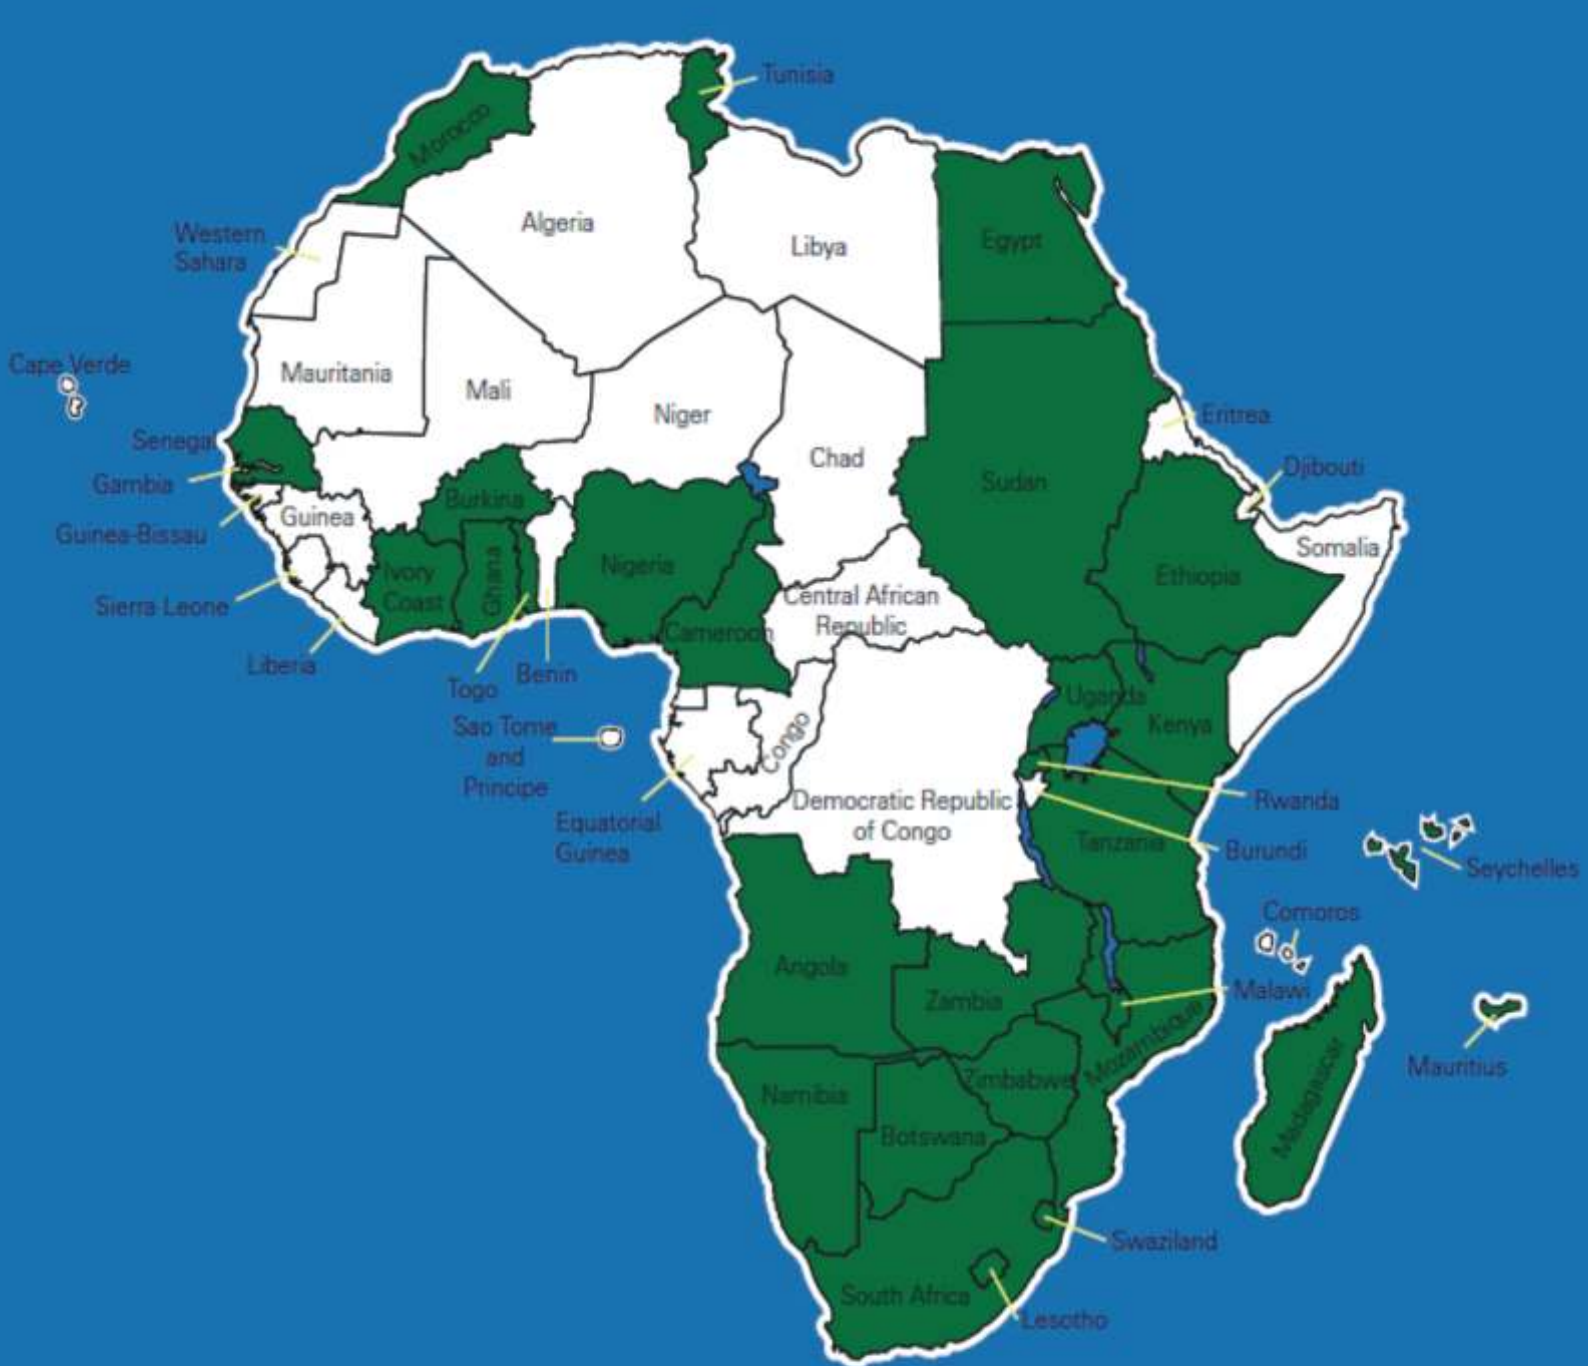 Tunisia
Morocco
Algeria
Libya
Egypt
Western
Sahara
Cape Verde
Mauritania
Mali
Niger
Chad
Sudan
Eritrea
Djibouti
Senegal
Gambia
Guinea-Bissau
Guinea
Burkina
Sierra Leone
Liberia
Ivory
Coast
Ghana
Togo
Benin
Nigeria
Cameroon
Central African
Republic
Ethiopia
Somalia
Sao Tome
and
Principe
Equatorial
Guinea
Congo
Democratic Republic
of Congo
Uganda
Kenya
Rwanda
Burundi
Tanzania
Seychelles
Comoros
Angola
Zambia
Malawi
Mozambique
Mauritius
Madagascar
Namibia
Zimbabwe
Botswana
Swaziland
South Africa
Lesotho